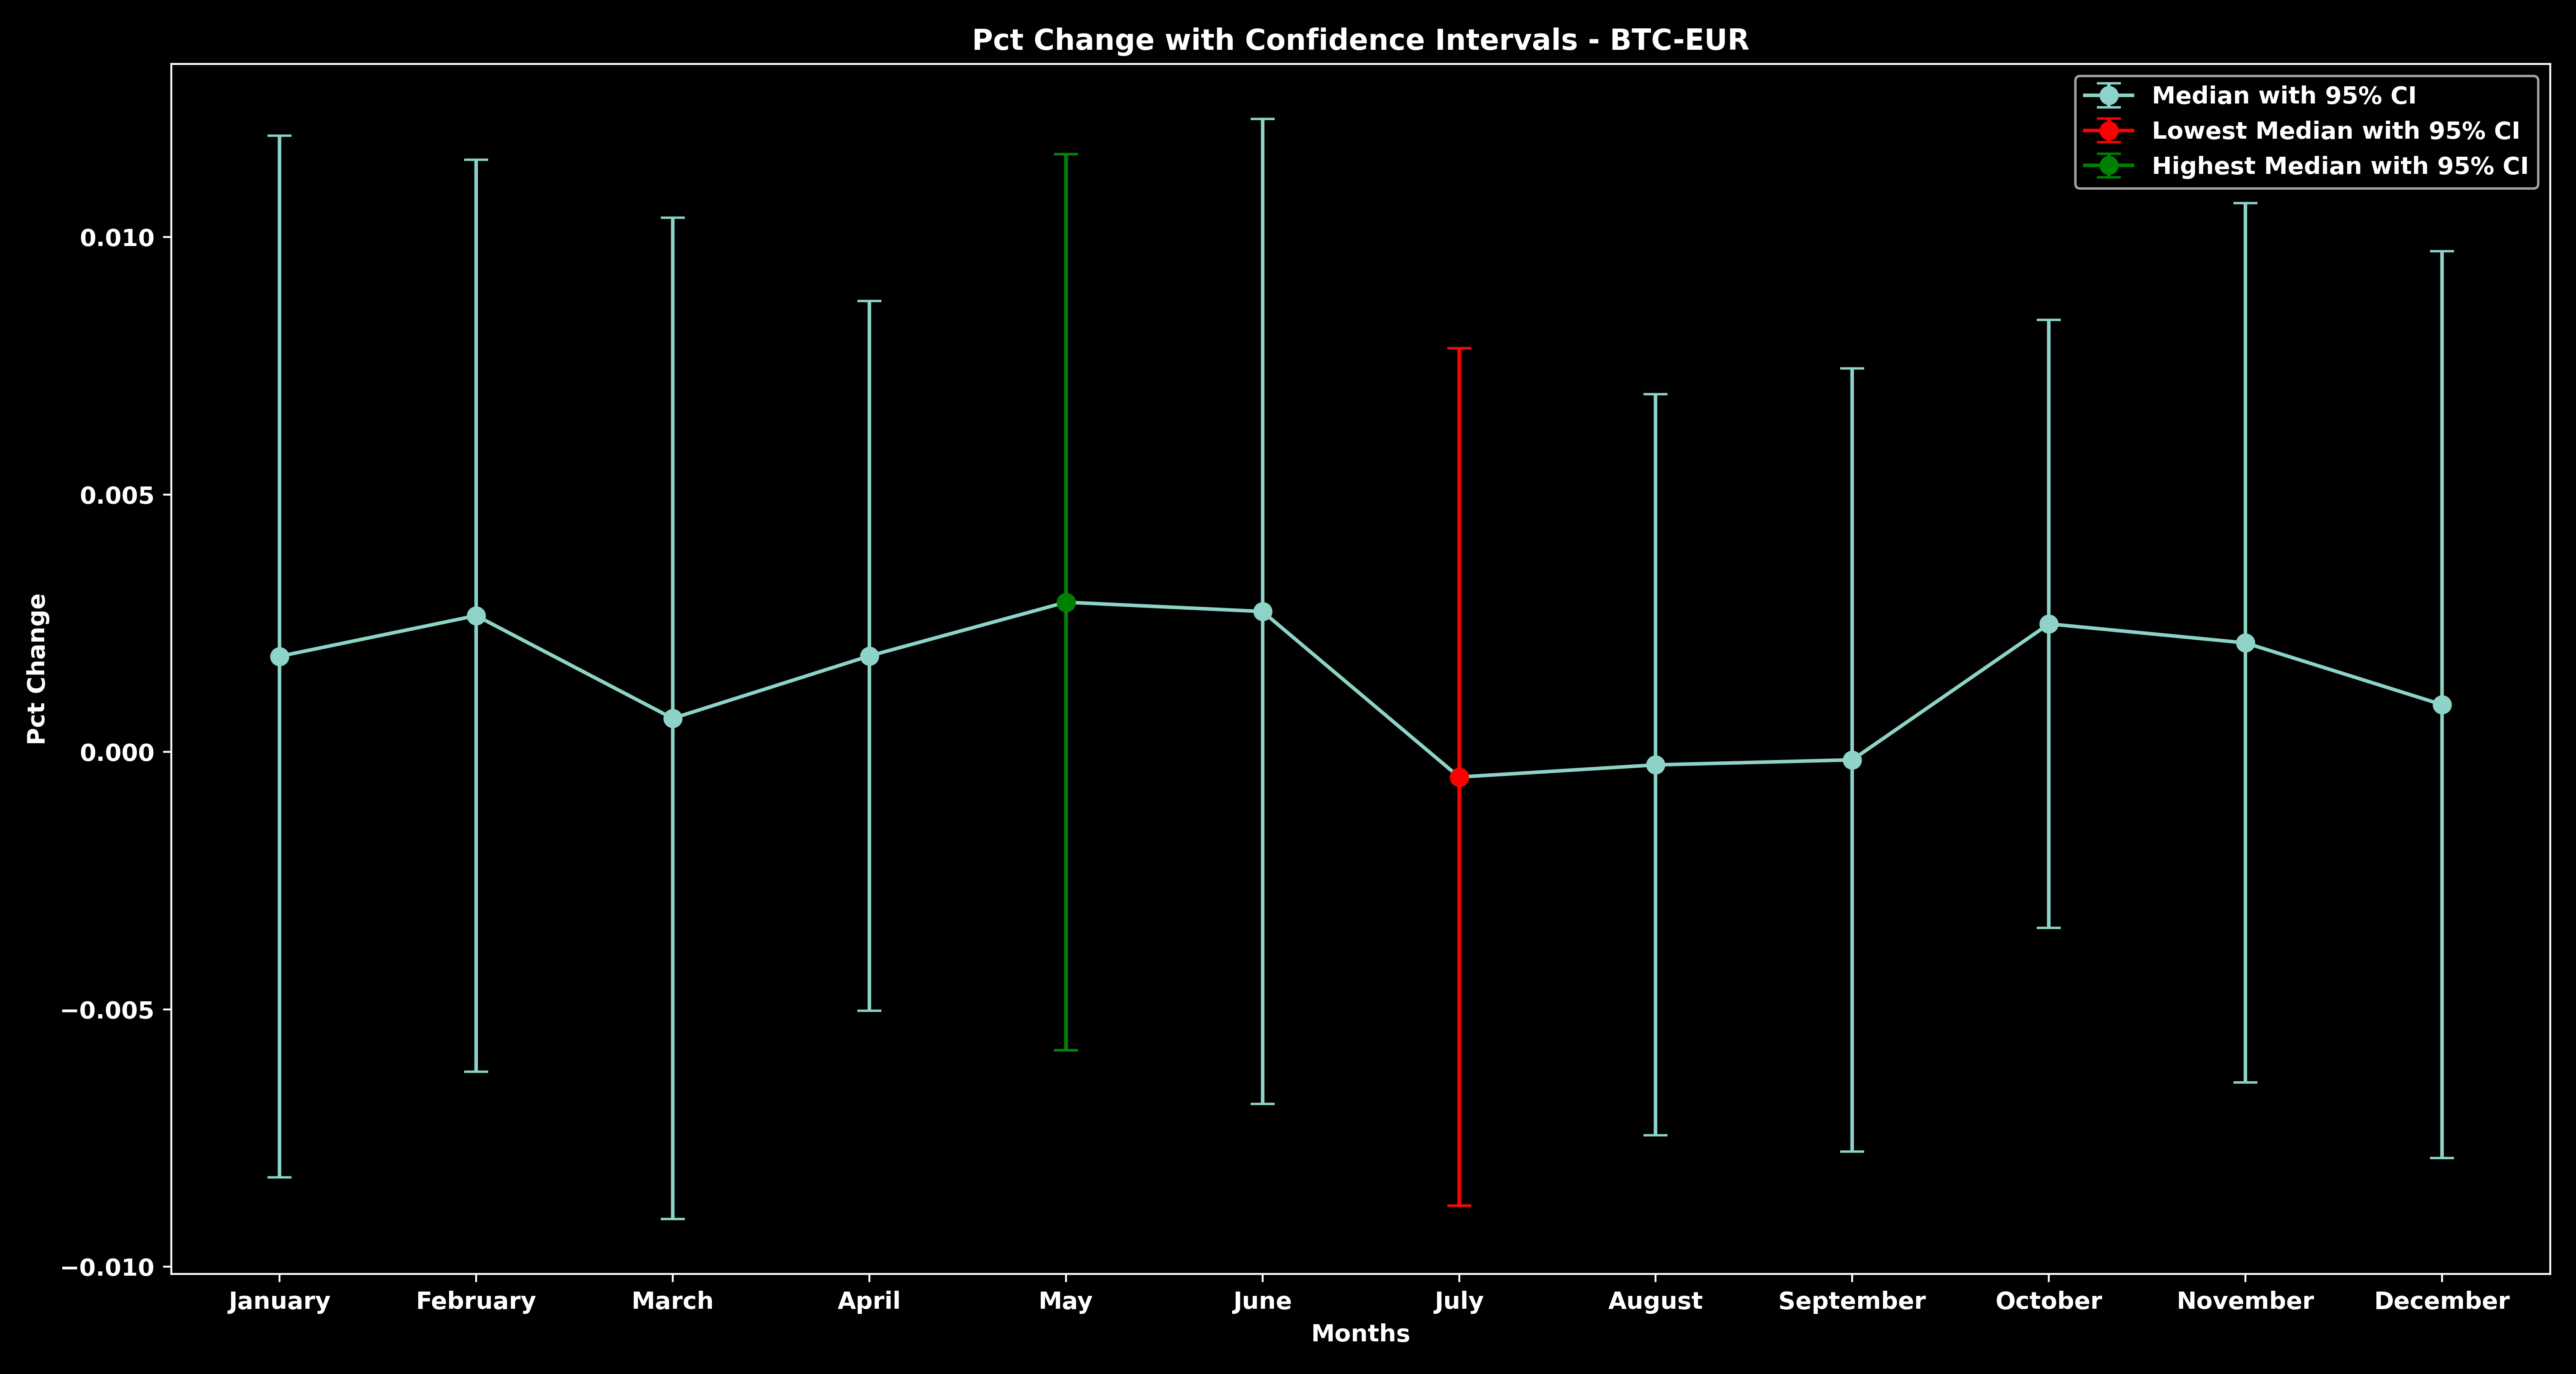 Pct Change with Confidence Intervals - BTC-EUR
Median with 95% CI
Lowest Median with 95% CI
Highest Median with 95% CI
0.010
0.005
0.000
−0.005
−0.010
Pct Change
January February March April May June July August September October November December
Months